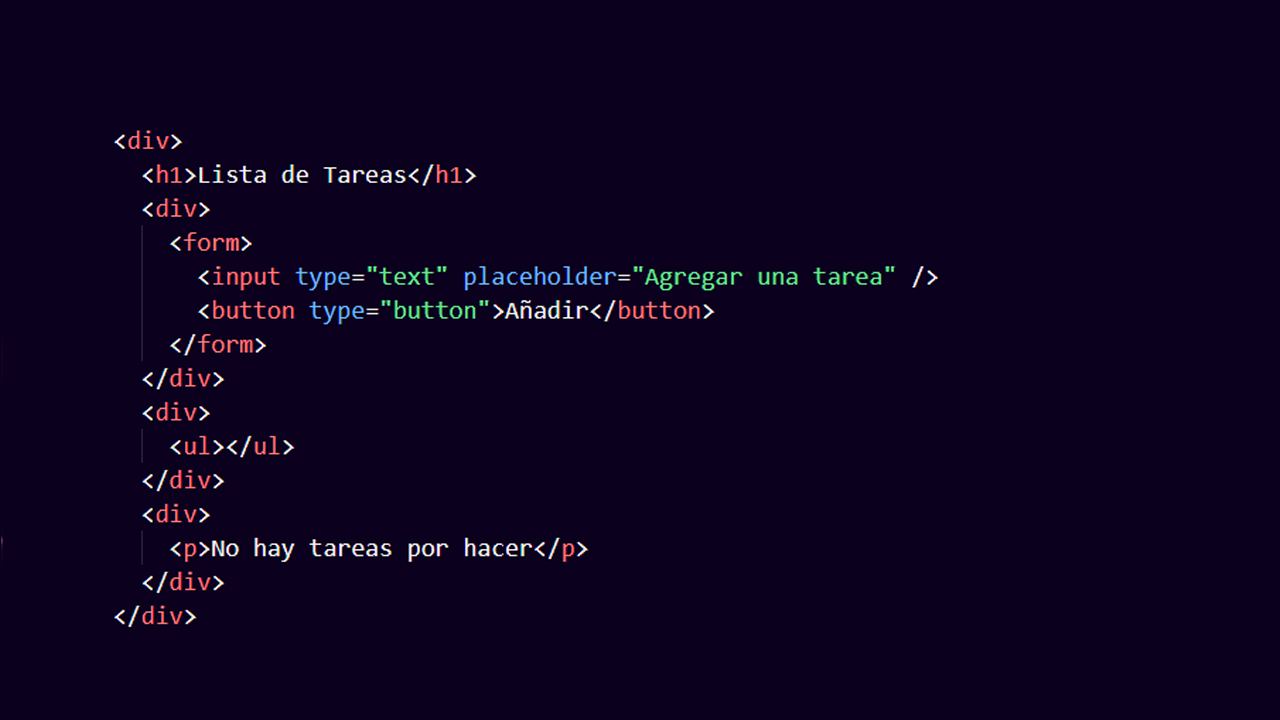 <div>
<h1>Lista de Tareas</h1>
<div>
<form>
<input type="text" placeholder="Agregar una tarea" />
<button type="button">Añadir</button>
</form>
</div>
<div>
<ul></ul>
</div>
<div>
<p>No hay tareas por hacer</p>
</div>
</div>